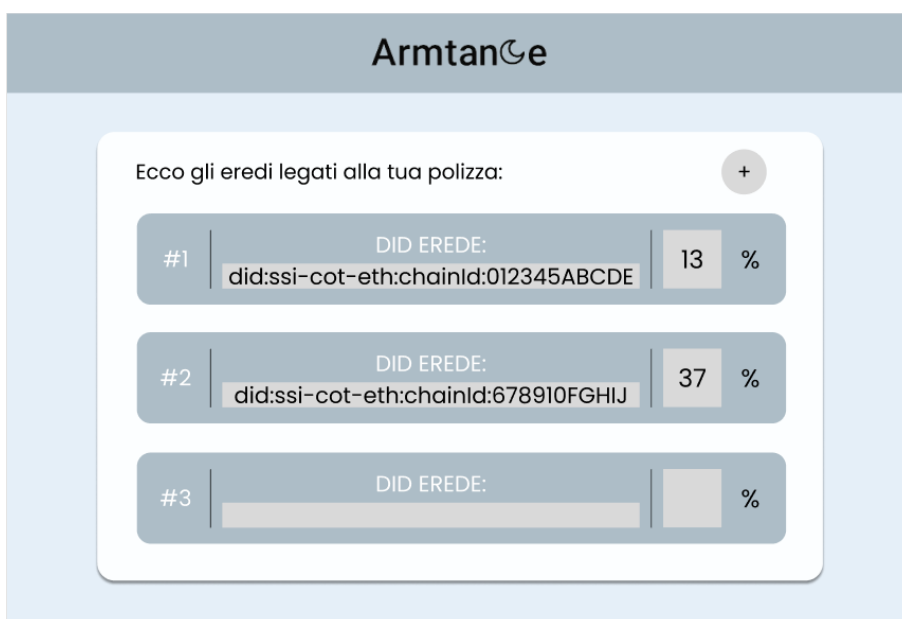 Armtance
Ecco gli eredi legati alla tua polizza:
+
#1
DID EREDE:
did:ssi-cot-eth:chainId:012345ABCDE
13
%
#2
DID EREDE:
did:ssi-cot-eth:chainId:678910FGHIJ
37
%
#3
DID EREDE:
%